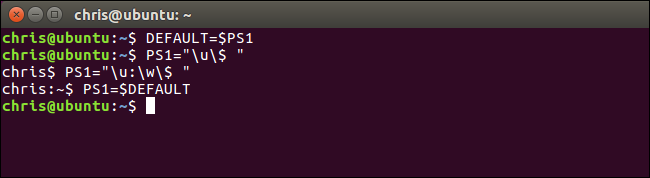 chris@ubuntu: ~
chris@ubuntu:~$ DEFAULT=$PS1
chris@ubuntu:~$ PS1="\u\$ "
chris$ PS1="\u:\w\$ "
chris:~$ PS1=$DEFAULT
chris@ubuntu:~$